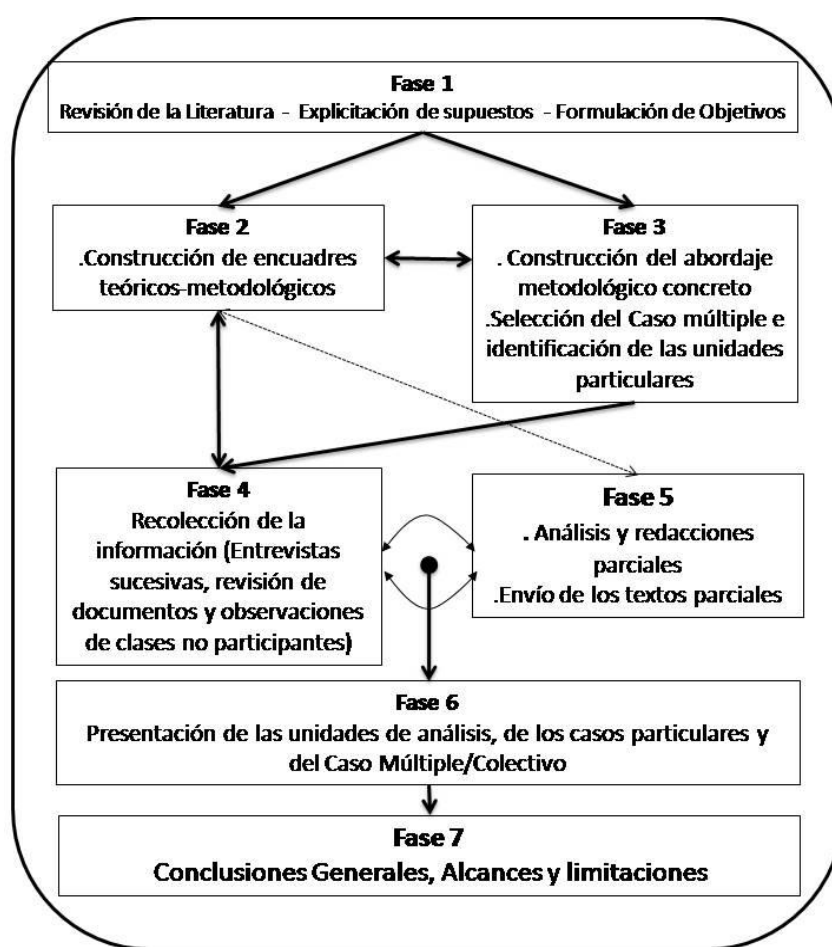 Fase 1
Revisión de la Literatura - Explicitación de supuestos - Formulación de Objetivos
Fase 2
.Construcción de encuadres
teóricos-metodológicos
Fase 3
. Construcción del abordaje
metodológico concreto
.Selección del Caso múltiple e
identificación de las unidades
particulares
Fase 4
Recolección de la
información (Entrevistas
sucesivas, revisión de
documentos y observaciones
de clases no participantes)
Fase 5
. Análisis y redacciones
parciales
.Envío de los textos parciales
Fase 6
Presentación de las unidades de análisis, de los casos particulares y
del Caso Múltiple/Colectivo
Fase 7
Conclusiones Generales, Alcances y limitaciones